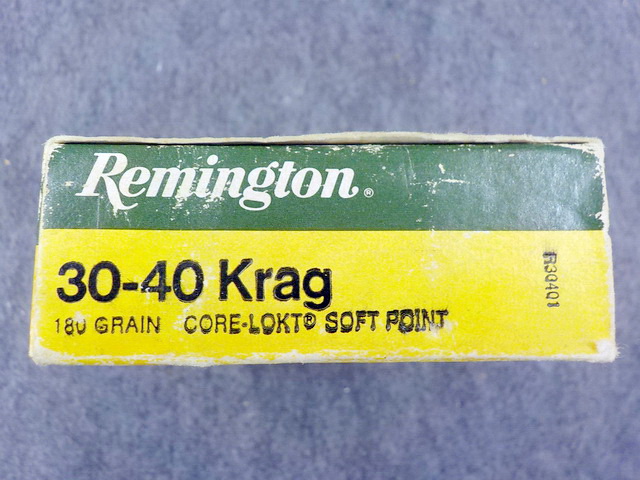 Remington®
30-40 Krag
180 GRAIN CORE-LOKT® SOFT POINT
R30401